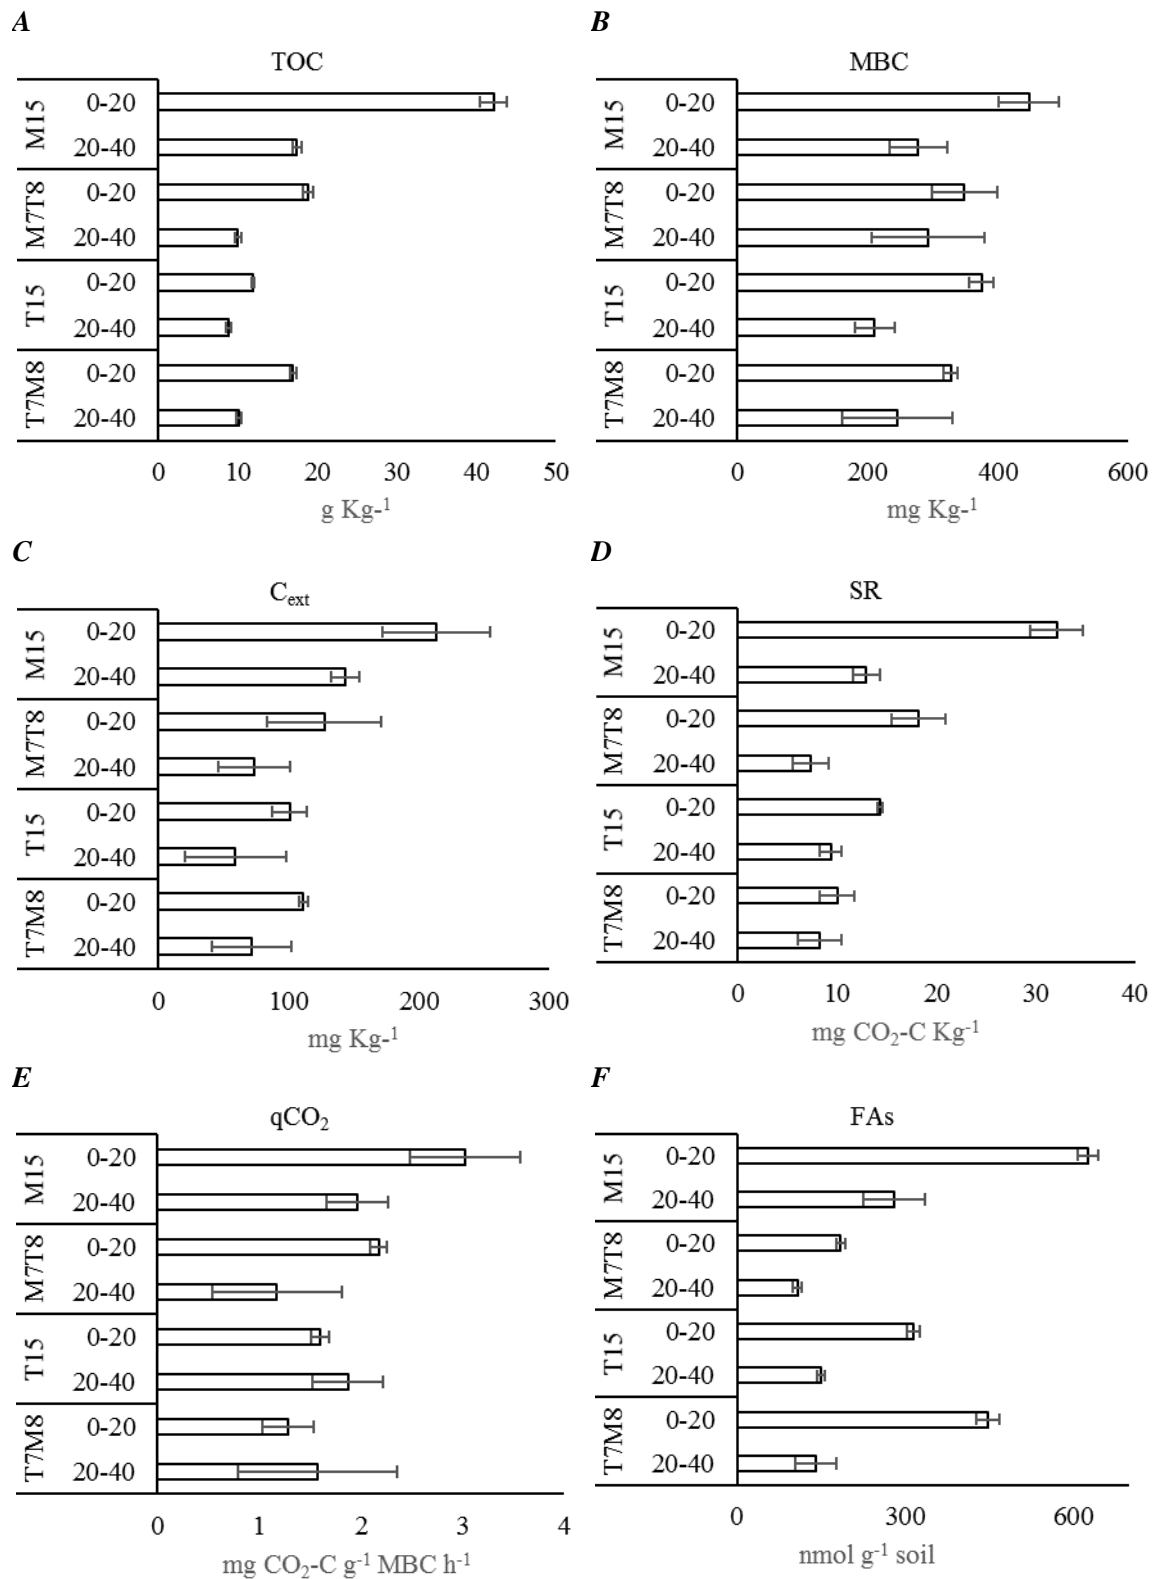 A
TOC
M15
0-20
20-40
M7T8
0-20
20-40
T15
0-20
20-40
T7M8
0-20
20-40
0 10 20 30 40 50
g Kg-¹
B
MBC
M15
0-20
20-40
M7T8
0-20
20-40
T15
0-20
20-40
T7M8
0-20
20-40
0 200 400 600
mg Kg-¹
C
Cₑₓₜ
M15
0-20
20-40
M7T8
0-20
20-40
T15
0-20
20-40
T7M8
0-20
20-40
0 100 200 300
mg Kg-¹
D
SR
M15
0-20
20-40
M7T8
0-20
20-40
T15
0-20
20-40
T7M8
0-20
20-40
0 10 20 30 40
mg CO₂-C Kg-¹
E
qCO₂
M15
0-20
20-40
M7T8
0-20
20-40
T15
0-20
20-40
T7M8
0-20
20-40
0 1 2 3 4
mg CO₂-C g⁻¹ MBC h⁻¹
F
FAs
M15
0-20
20-40
M7T8
0-20
20-40
T15
0-20
20-40
T7M8
0-20
20-40
0 300 600
nmol g⁻¹ soil